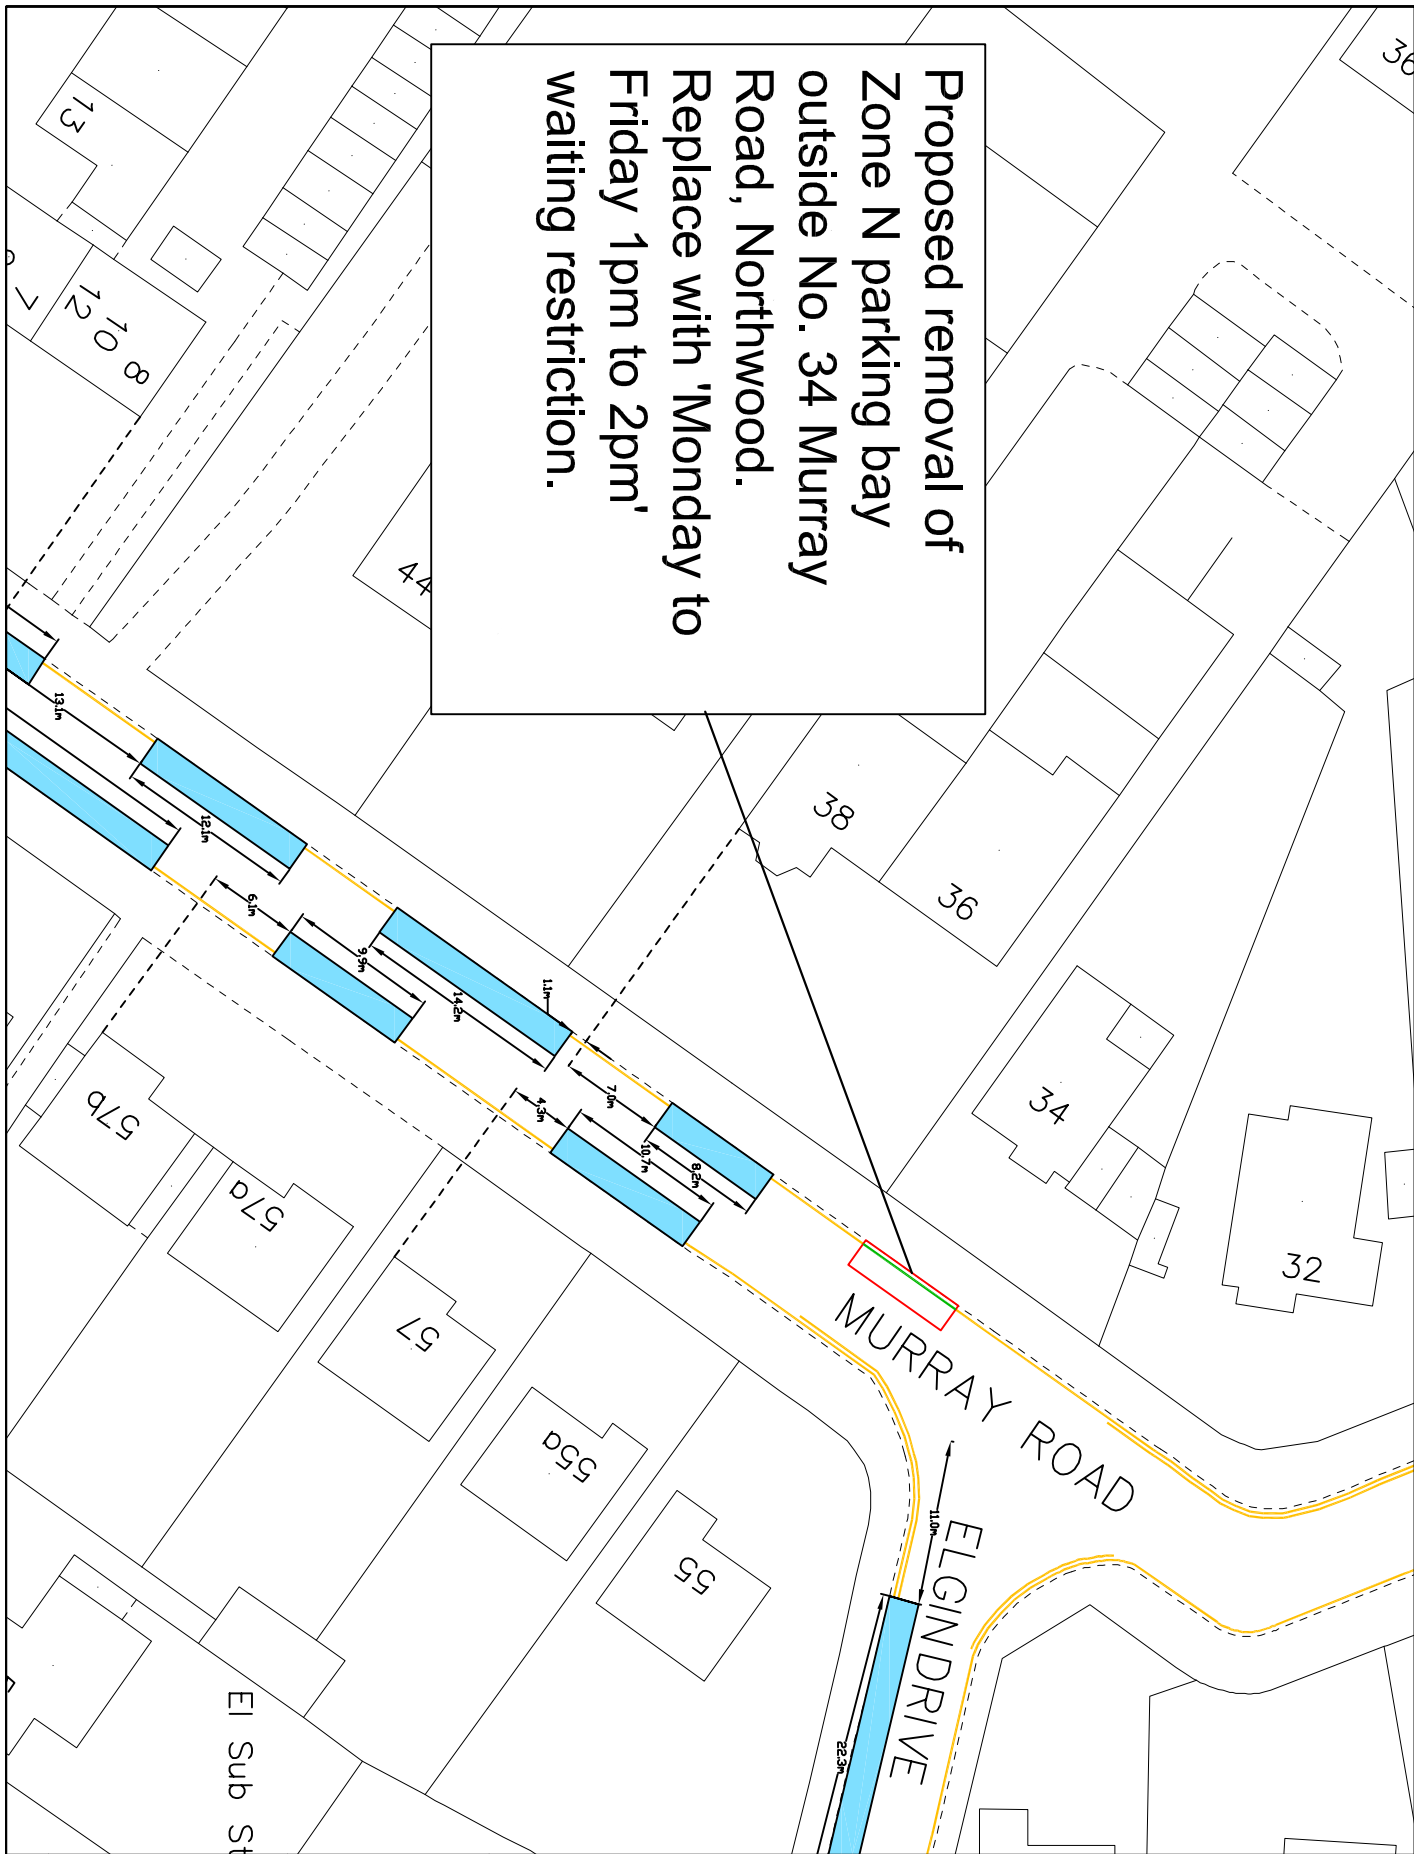 Proposed removal of
Zone N parking bay
outside No. 34 Murray
Road, Northwood.
Replace with 'Monday to
Friday 1pm to 2pm'
waiting restriction.
36
13
12
10
8
7
44
38
36
34
32
13.1m
12.1m
6.1m
9.9m
14.2m
1.1m
7.0m
4.3m
10.7m
8.2m
MURRAY ROAD
11.0m
ELGIN DRIVE
22.3m
57b
57a
57
55a
55
El Sub St